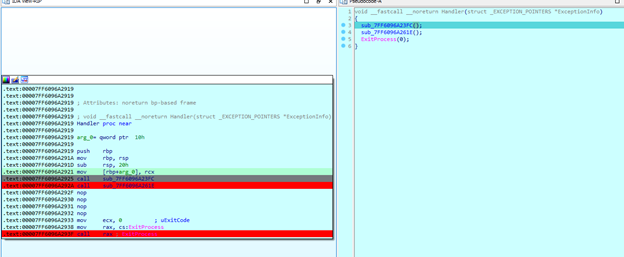 IDA View-RIP
.text:00007FF6096A2919
.text:00007FF6096A2919
.text:00007FF6096A2919 ; Attributes: noreturn bp-based frame
.text:00007FF6096A2919
.text:00007FF6096A2919 ; void __fastcall __noreturn Handler(struct _EXCEPTION_POINTERS *ExceptionInfo)
.text:00007FF6096A2919 Handler proc near
.text:00007FF6096A2919
.text:00007FF6096A2919 arg_0= qword ptr 10h
.text:00007FF6096A2919
.text:00007FF6096A2919 push rbp
.text:00007FF6096A291A mov rbp, rsp
.text:00007FF6096A291D sub rsp, 20h
.text:00007FF6096A2921 mov [rbp+arg_0], rcx
.text:00007FF6096A2925 call sub_7FF6096A23FC
.text:00007FF6096A292A call
.text:00007FF6096A292F nop
.text:00007FF6096A2930 nop
.text:00007FF6096A2931 nop
.text:00007FF6096A2932 nop
.text:00007FF6096A2933 mov ecx, 0 ; uExitCode
.text:00007FF6096A2938 mov rax, cs:ExitProcess
.text:00007FF6096A293F call
Pseudocode-A
1 void __fastcall __noreturn Handler(struct _EXCEPTION_POINTERS *ExceptionInfo)
2 {
3 sub_7FF6096A23FC();
4 sub_7FF6096A261E();
5 ExitProcess(0);
6 }